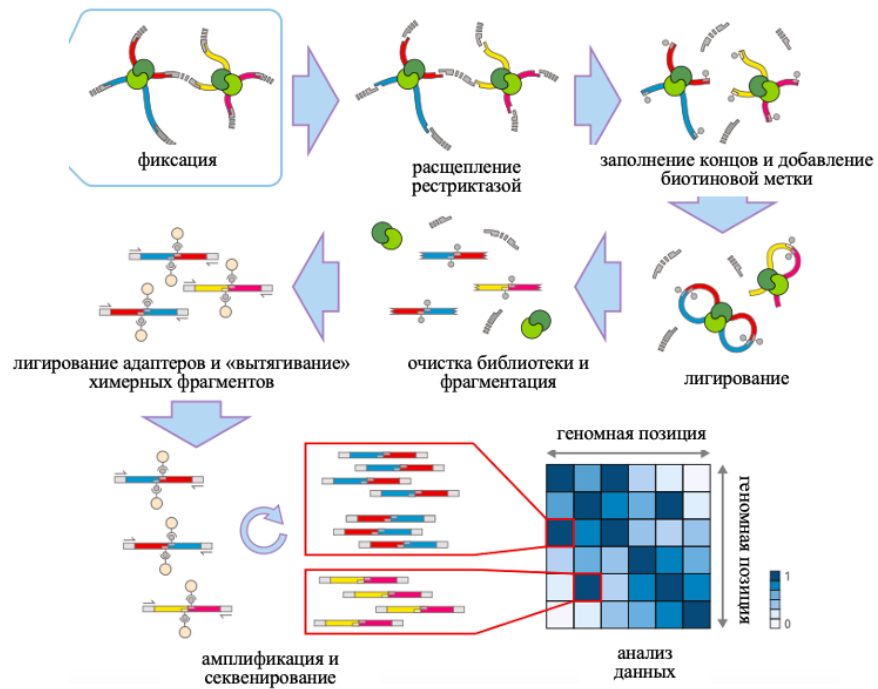 фиксация
расщепление
рестриктазой
заполнение концов и добавление
биотиновой метки
лигирование адаптеров и «вытягивание»
химерных фрагментов
очистка библиотеки и
фрагментация
лигирование
геномная позиция
геномная позиция
1
0
амплификация и
секвенирование
анализ
данных